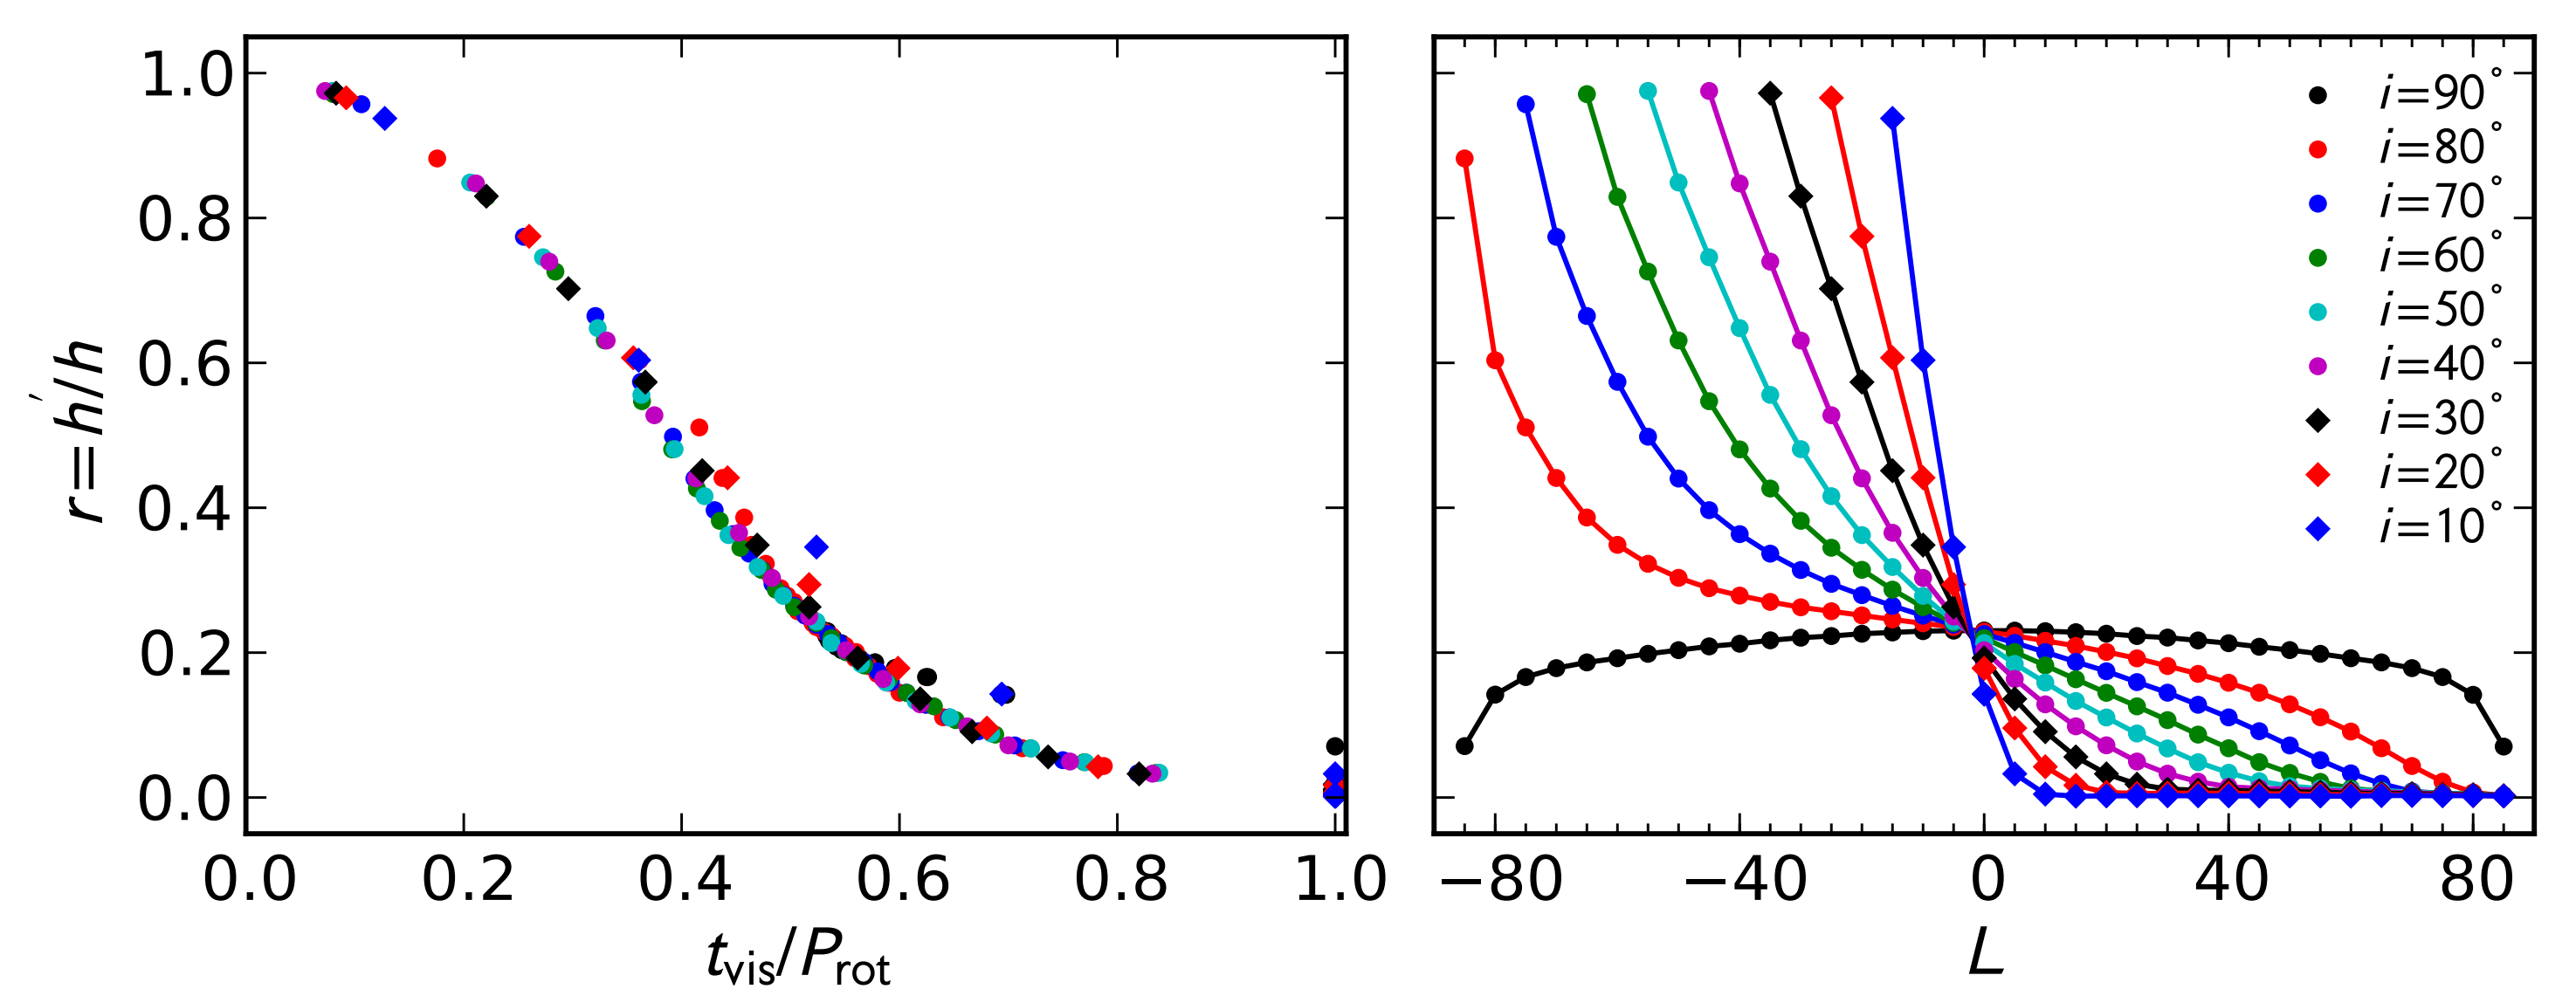 1.0
0.8
0.6
0.4
0.2
0.0
r=h'/h
0.0 0.2 0.4 0.6 0.8 1.0
t_vis/P_rot
i=90°
i=80°
i=70°
i=60°
i=50°
i=40°
i=30°
i=20°
i=10°
−80 −40 0 40 80
L